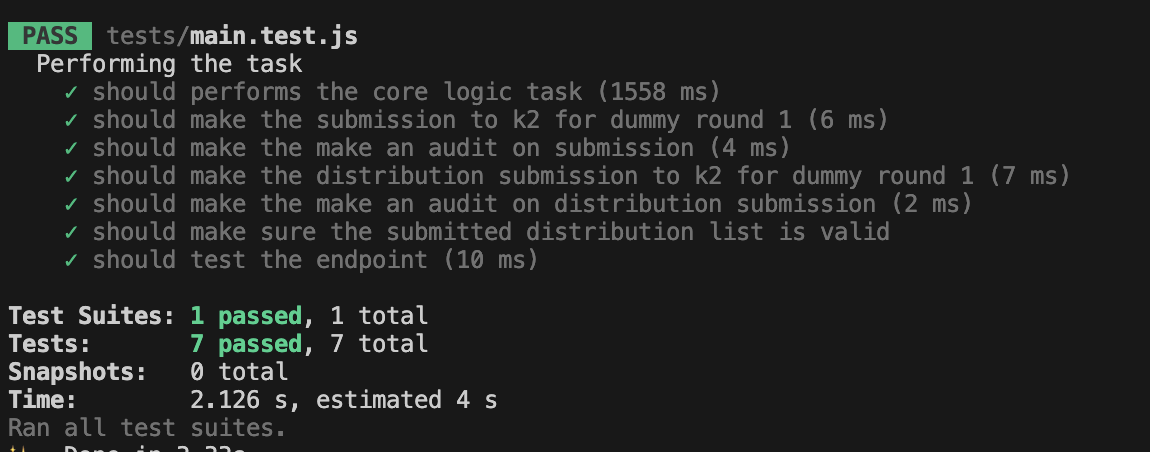 PASS tests/main.test.js
Performing the task
✓ should performs the core logic task (1558 ms)
✓ should make the submission to k2 for dummy round 1 (6 ms)
✓ should make the make an audit on submission (4 ms)
✓ should make the distribution submission to k2 for dummy round 1 (7 ms)
✓ should make the make an audit on distribution submission (2 ms)
✓ should make sure the submitted distribution list is valid
✓ should test the endpoint (10 ms)
Test Suites: 1 passed, 1 total
Tests: 7 passed, 7 total
Snapshots: 0 total
Time: 2.126 s, estimated 4 s
Ran all test suites.
Done in